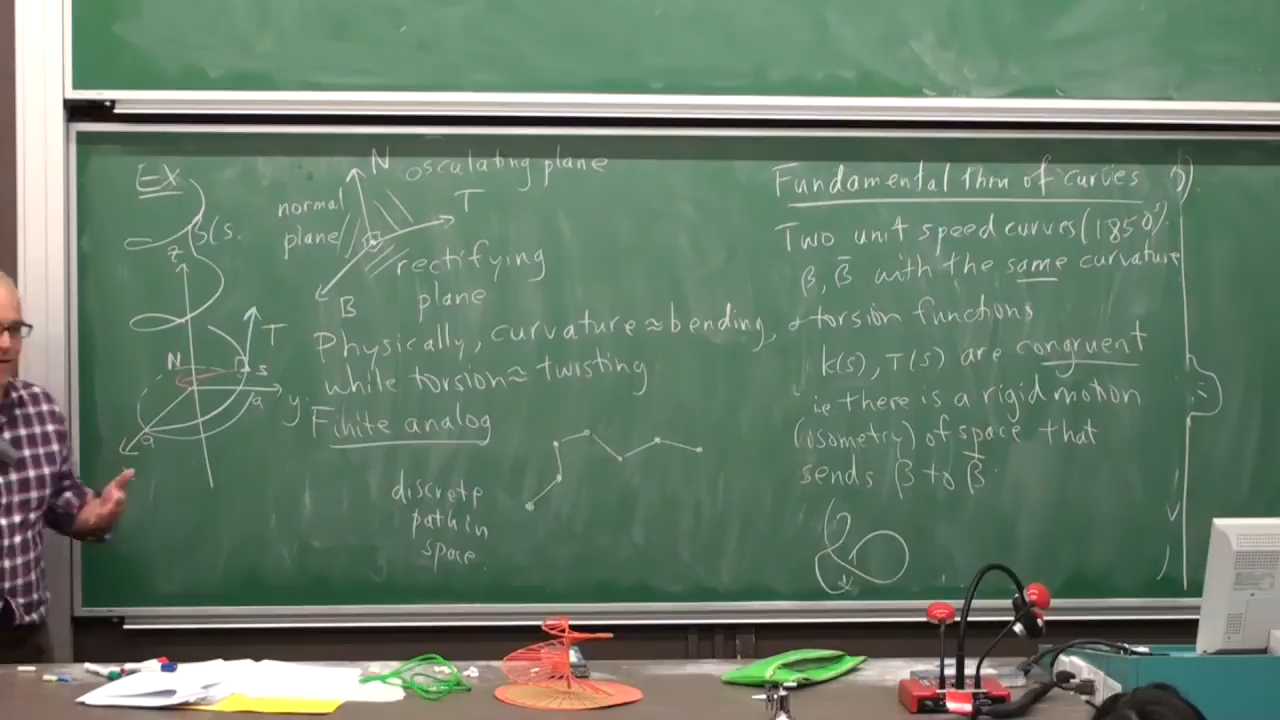 EX
β(s
z
N
T
s
a
a
y
N
osculating plane
T
normal
plane
rectifying
plane
B
Physically, curvature ≈ bending,
while torsion ≈ twisting
Finite analog
discrete
path in
space.
Fundamental thm of curves
Two unit speed curves (1850s)
β, β̄ with the same curvature
& torsion functions
k(s), τ(s) are congruent
ie there is a rigid motion
(isometry) of space that
sends β to β̄.